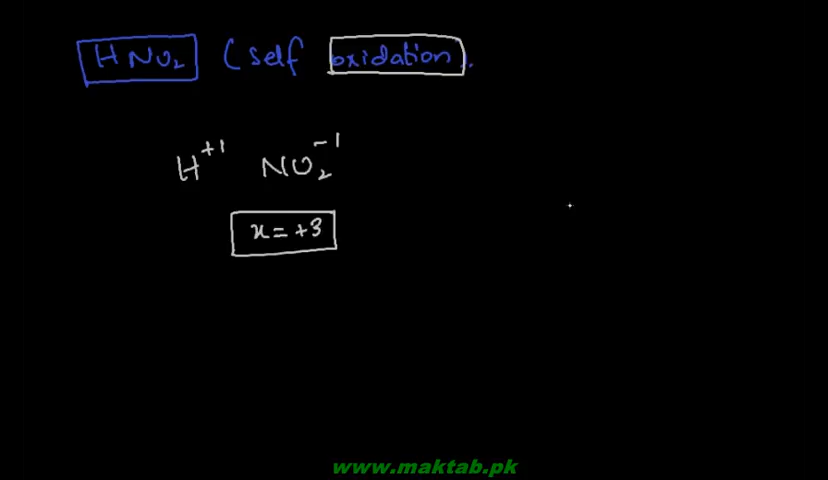 HNO₂ (self oxidation).
H⁺¹ NO₂⁻¹
x = +3
www.maktab.pk